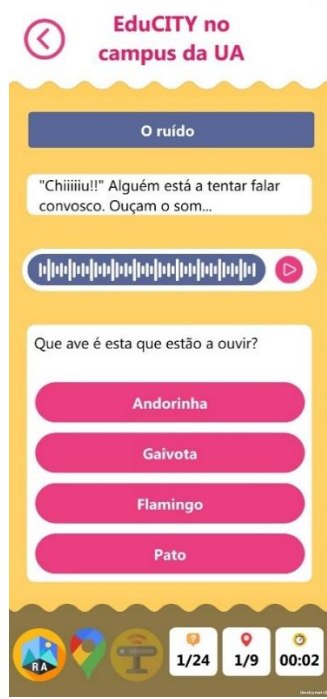 EduCITY no
campus da UA
O ruído
"Chiiiiiu!!" Alguém está a tentar falar
convosco. Ouçam o som...
Que ave é esta que estão a ouvir?
Andorinha
Gaivota
Flamingo
Pato
RA
1/24
1/9
00:02